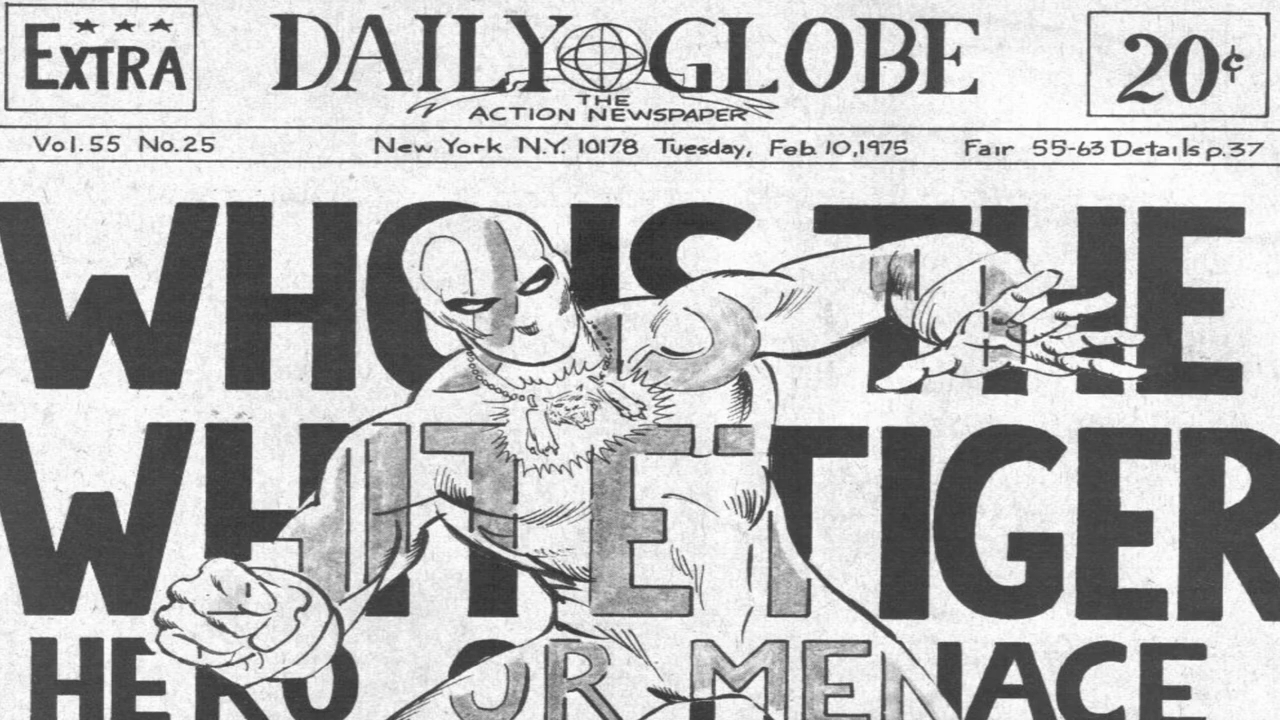 ★ ★ ★
EXTRA
DAILY GLOBE
THE
ACTION NEWSPAPER
20¢
Vol. 55 No. 25 New York N.Y. 10178 Tuesday, Feb. 10, 1975 Fair 55-63 Details p. 37
WHO IS THE
WHITE TIGER
HERO OR MENACE